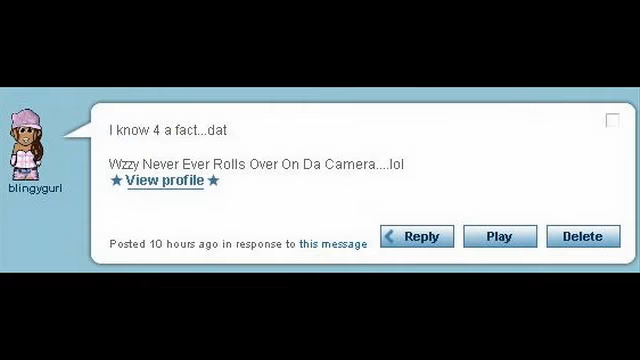 I know 4 a fact...dat
Wzzy Never Ever Rolls Over On Da Camera....lol
★ View profile ★
blingygurl
Posted 10 hours ago in response to this message
Reply
Play
Delete